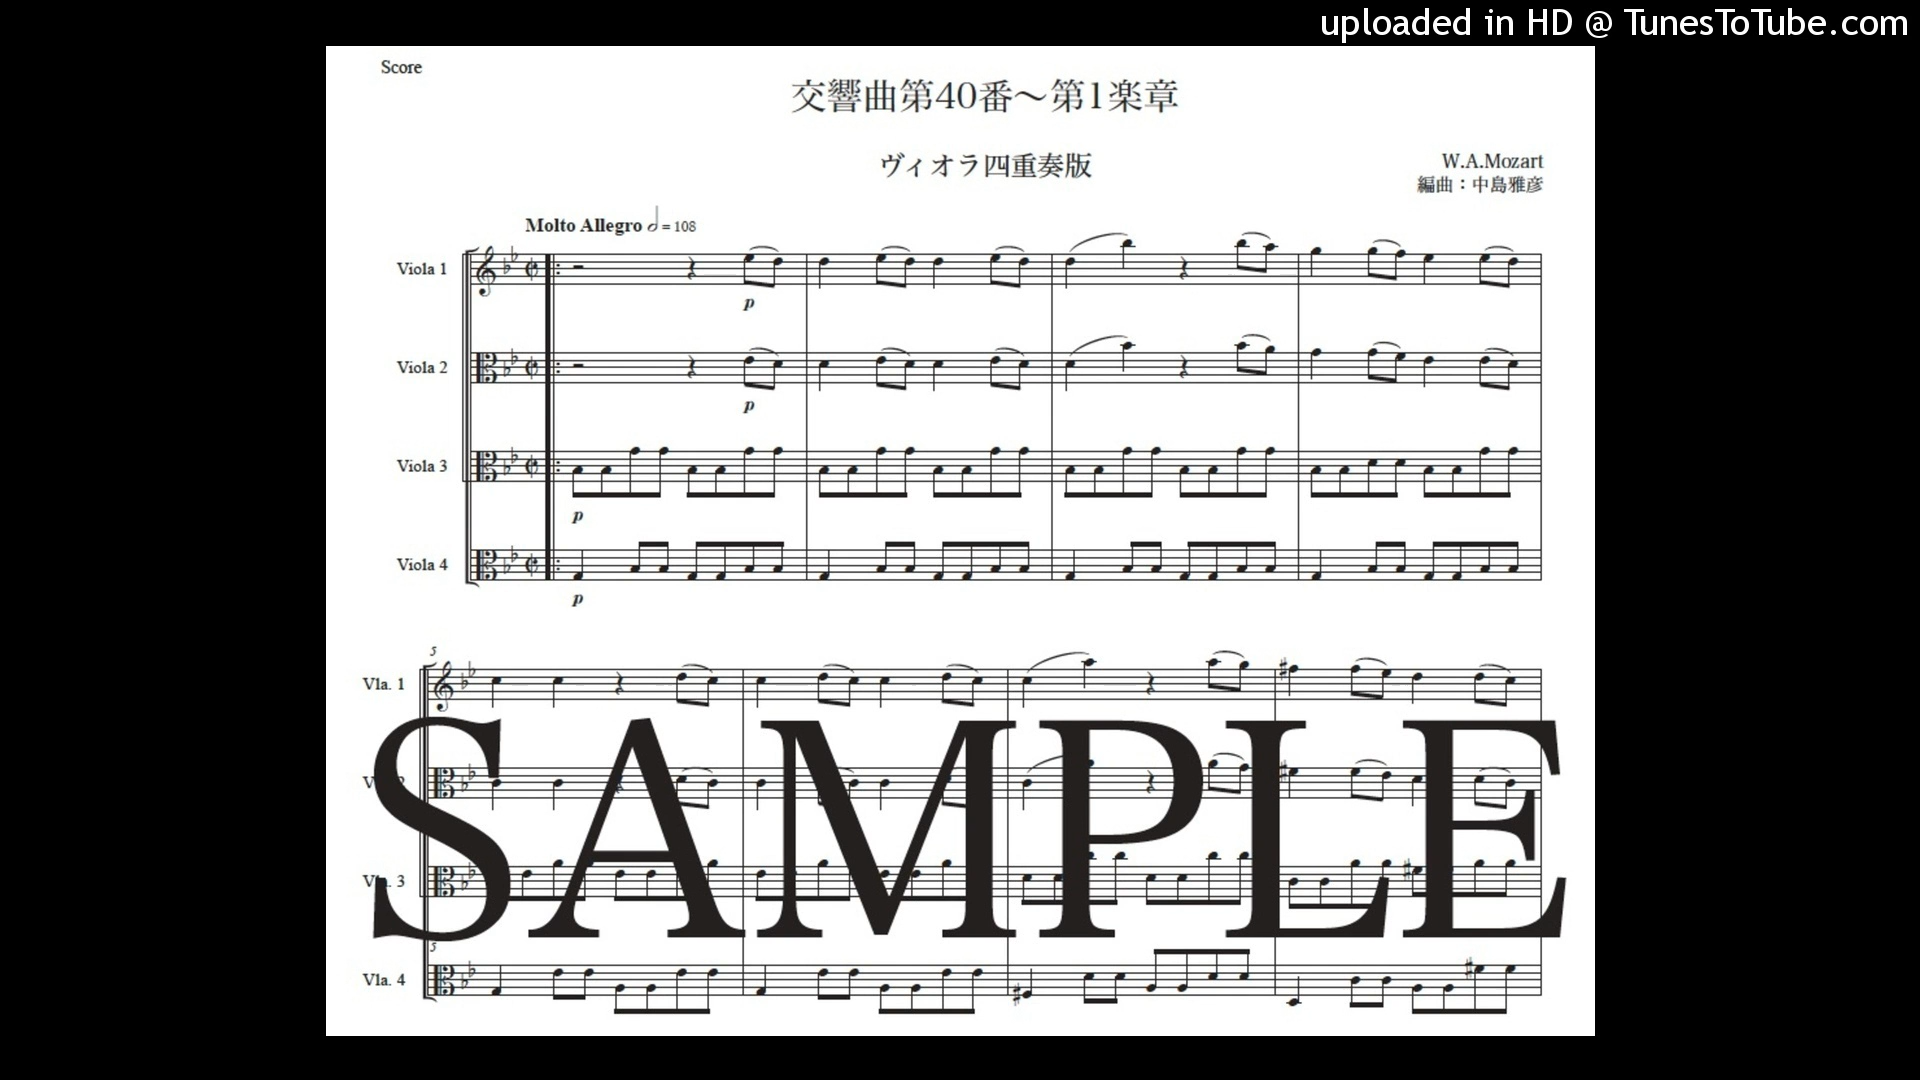 uploaded in HD @ TunesToTube.com
Score
交響曲第40番～第1楽章
ヴィオラ四重奏版
W.A.Mozart
編曲：中島雅彦
Molto Allegro 𝅗𝅥 = 108
Viola 1
p
Viola 2
p
Viola 3
p
Viola 4
p
5
Vla. 1
SAMPLE
Vla. 3
5
Vla. 4